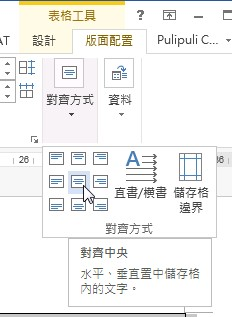 表格工具
AT
設計
版面配置
Pulipuli C...
對齊方式
資料
26
36
直書/橫書
儲存格
邊界
對齊方式
對齊中央
水平、垂直置中儲存格
內的文字。